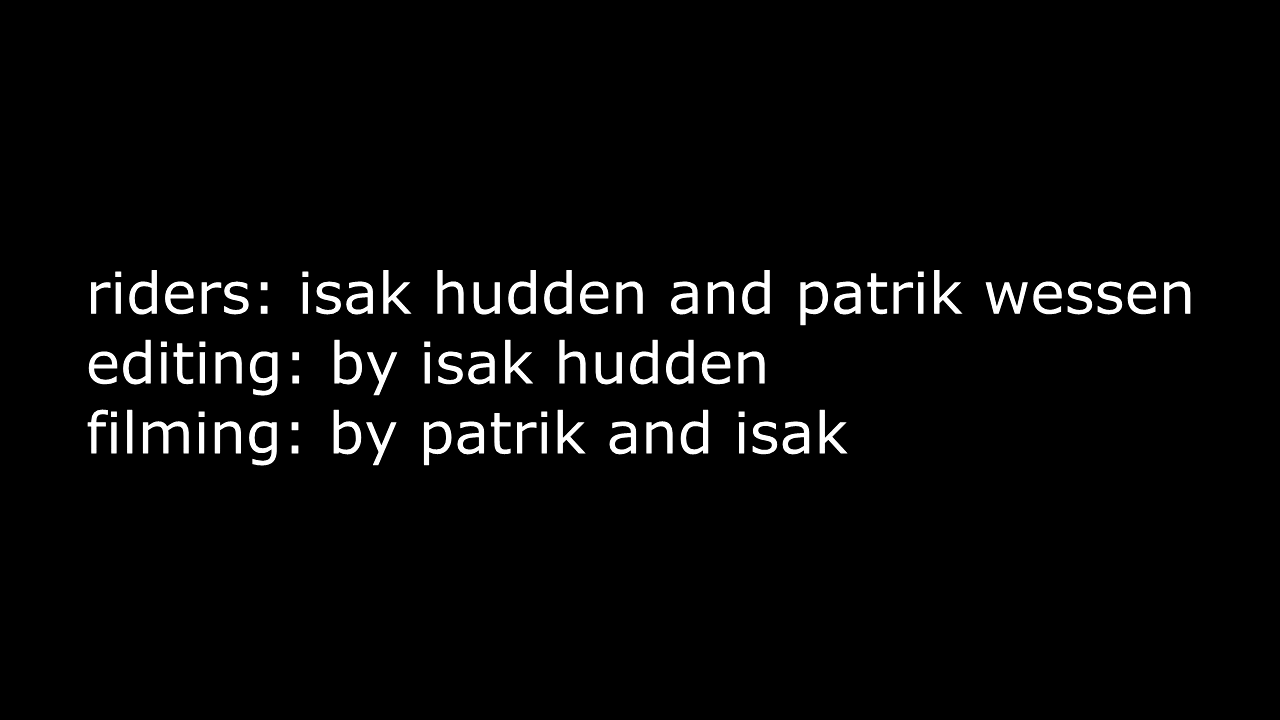 riders: isak hudden and patrik wessen
editing: by isak hudden
filming: by patrik and isak